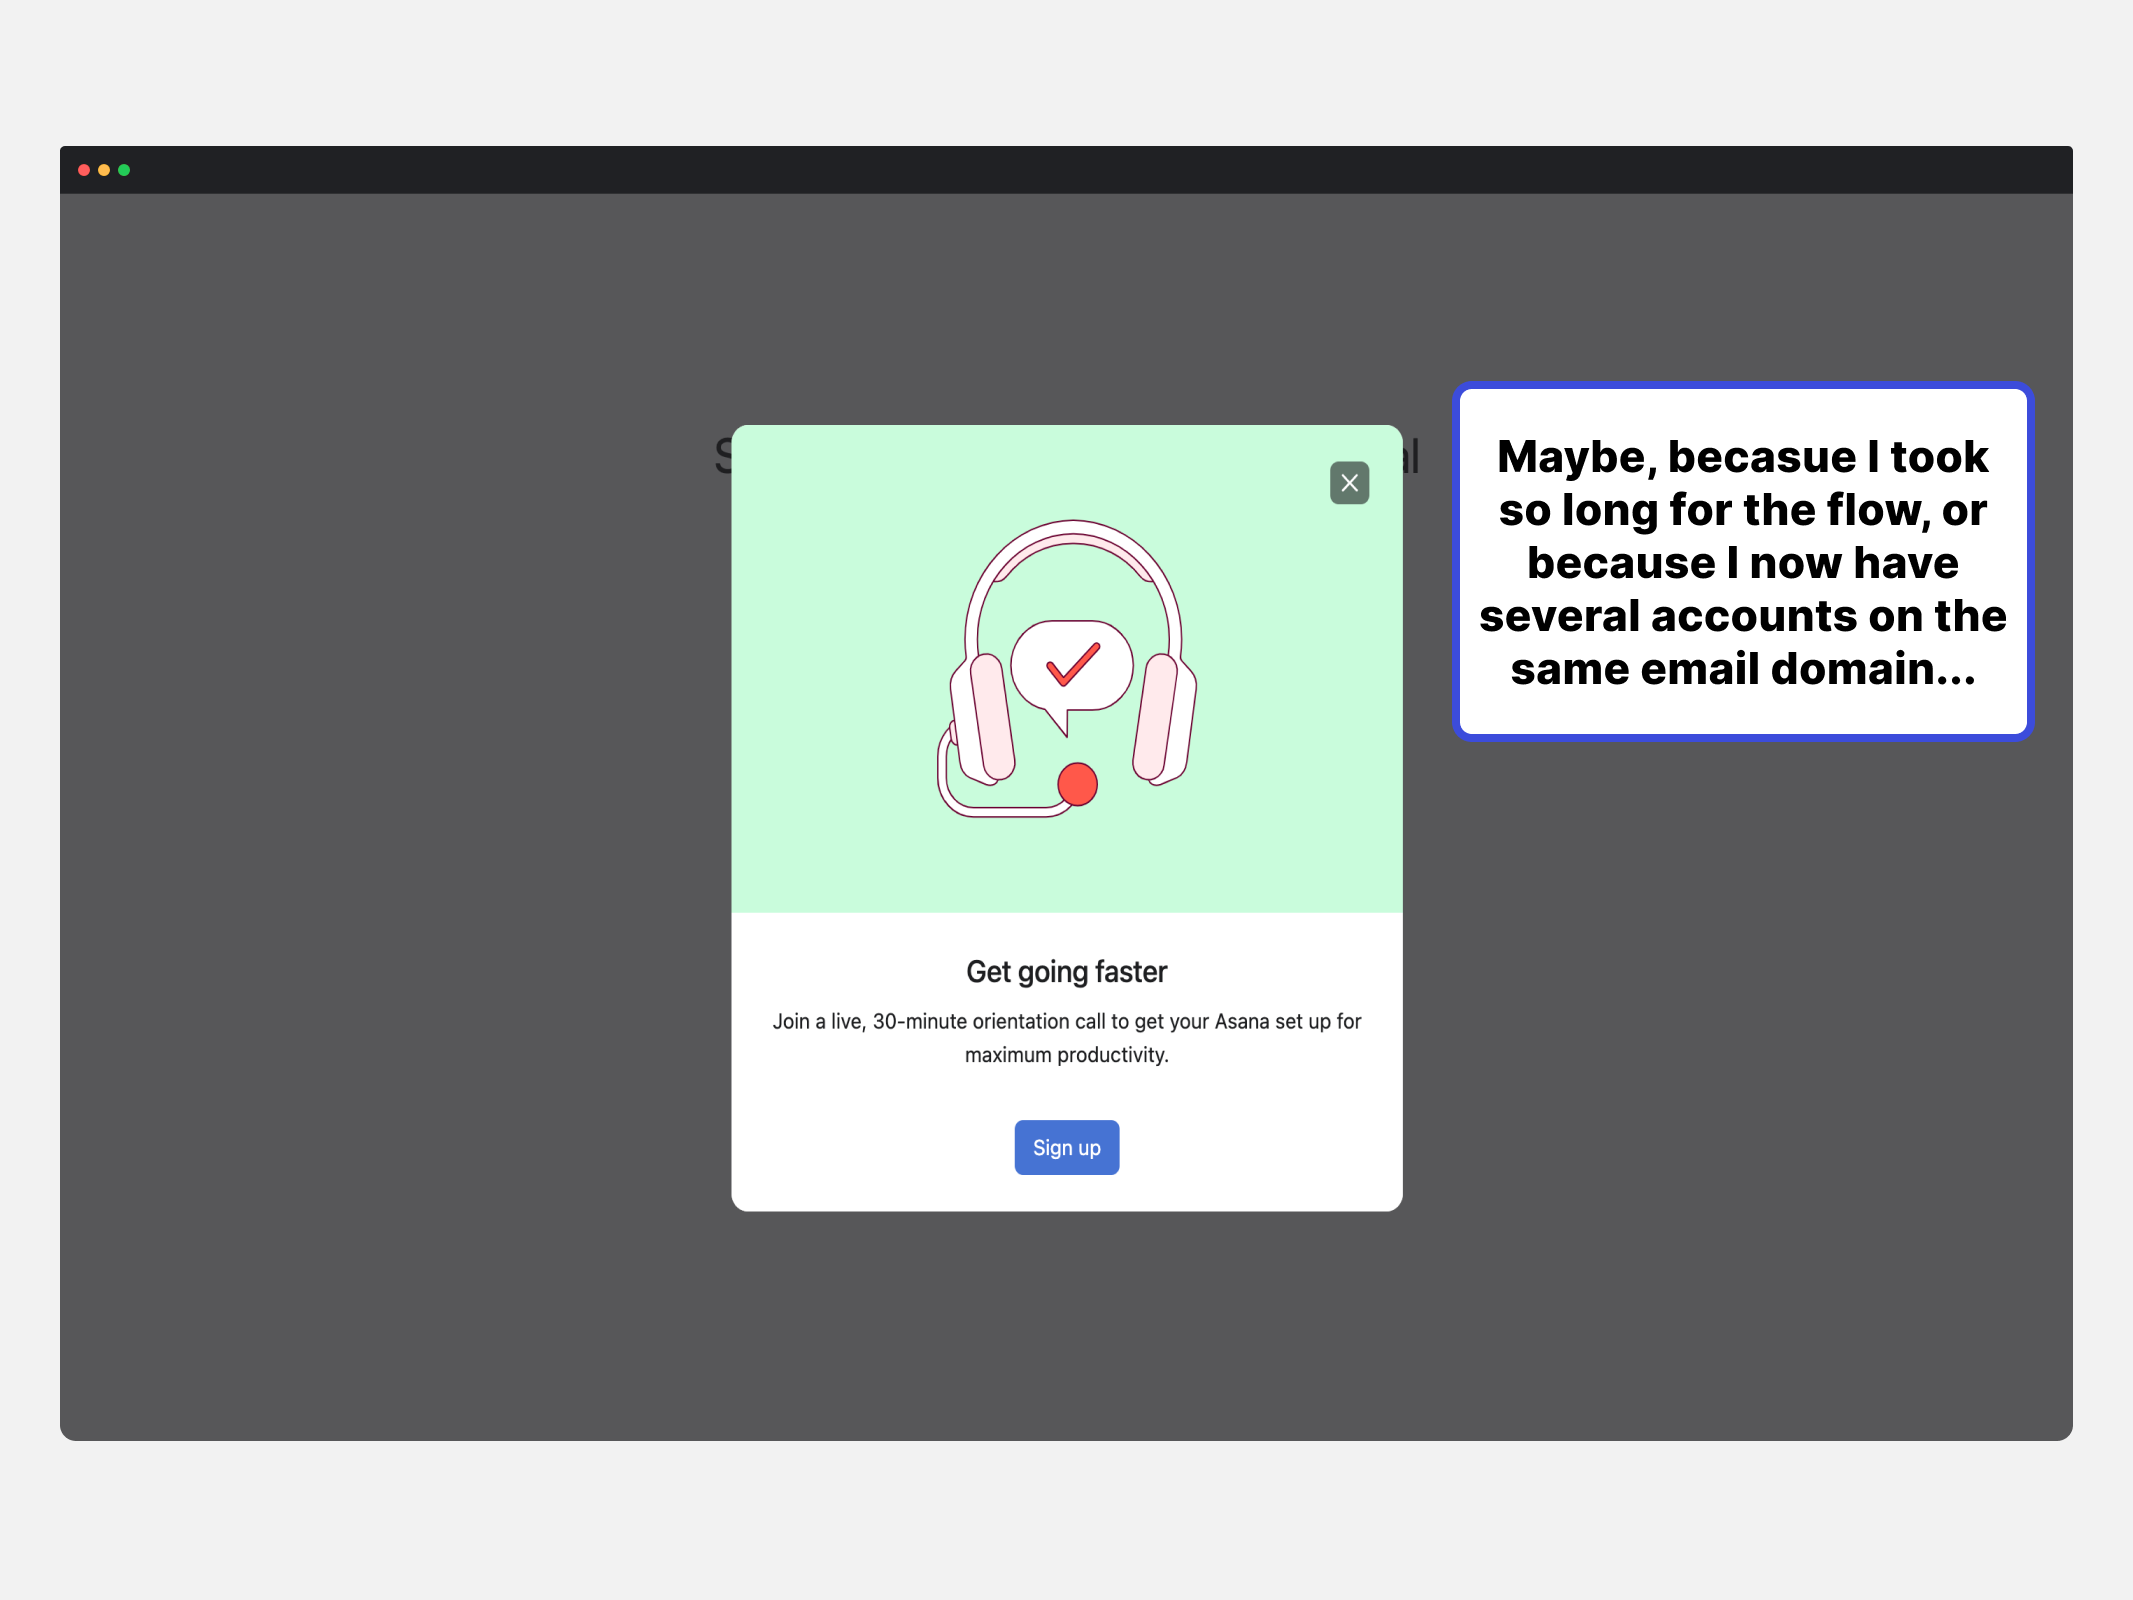 Maybe, becasue I took
so long for the flow, or
because I now have
several accounts on the
same email domain...
Get going faster
Join a live, 30-minute orientation call to get your Asana set up for
maximum productivity.
Sign up